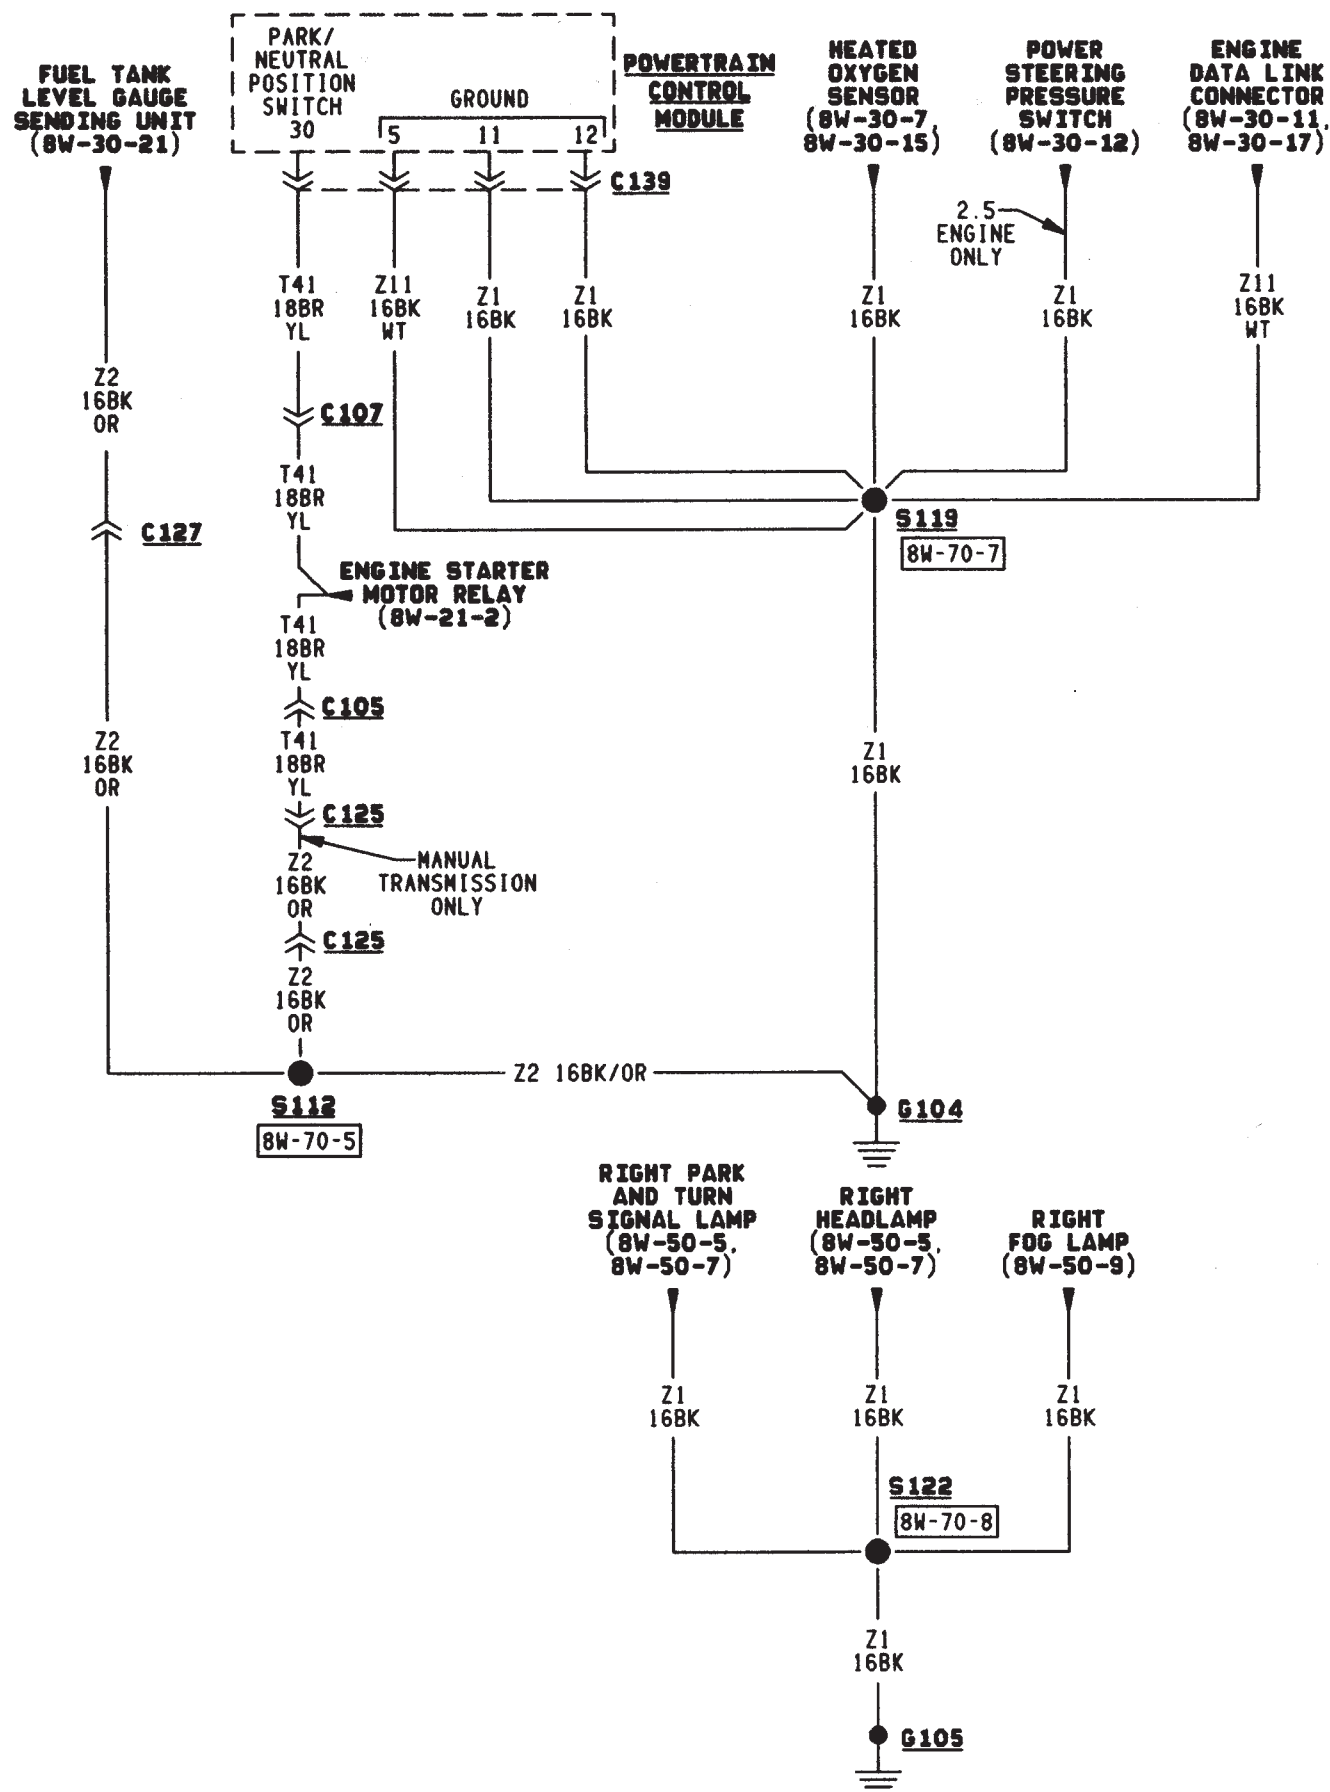 FUEL TANK
LEVEL GAUGE
SENDING UNIT
(8W-30-21)
PARK/
NEUTRAL
POSITION
SWITCH
30
GROUND
5
11
12
POWERTRAIN
CONTROL
MODULE
HEATED
OXYGEN
SENSOR
(8W-30-7,
8W-30-15)
POWER
STEERING
PRESSURE
SWITCH
(8W-30-12)
ENGINE
DATA LINK
CONNECTOR
(8W-30-11,
8W-30-17)
C139
2.5
ENGINE
ONLY
T41
18BR
YL
Z11
16BK
WT
Z1
16BK
Z1
16BK
Z1
16BK
Z1
16BK
Z11
16BK
WT
Z2
16BK
OR
C107
T41
18BR
YL
C127
S119
8W-70-7
ENGINE STARTER
MOTOR RELAY
(8W-21-2)
T41
18BR
YL
C105
T41
18BR
YL
Z2
16BK
OR
Z1
16BK
C125
MANUAL
TRANSMISSION
ONLY
Z2
16BK
OR
C125
Z2
16BK
OR
Z2 16BK/OR
S112
8W-70-5
G104
RIGHT PARK
AND TURN
SIGNAL LAMP
(8W-50-5,
8W-50-7)
RIGHT
HEADLAMP
(8W-50-5,
8W-50-7)
RIGHT
FOG LAMP
(8W-50-9)
Z1
16BK
Z1
16BK
Z1
16BK
S122
8W-70-8
Z1
16BK
G105